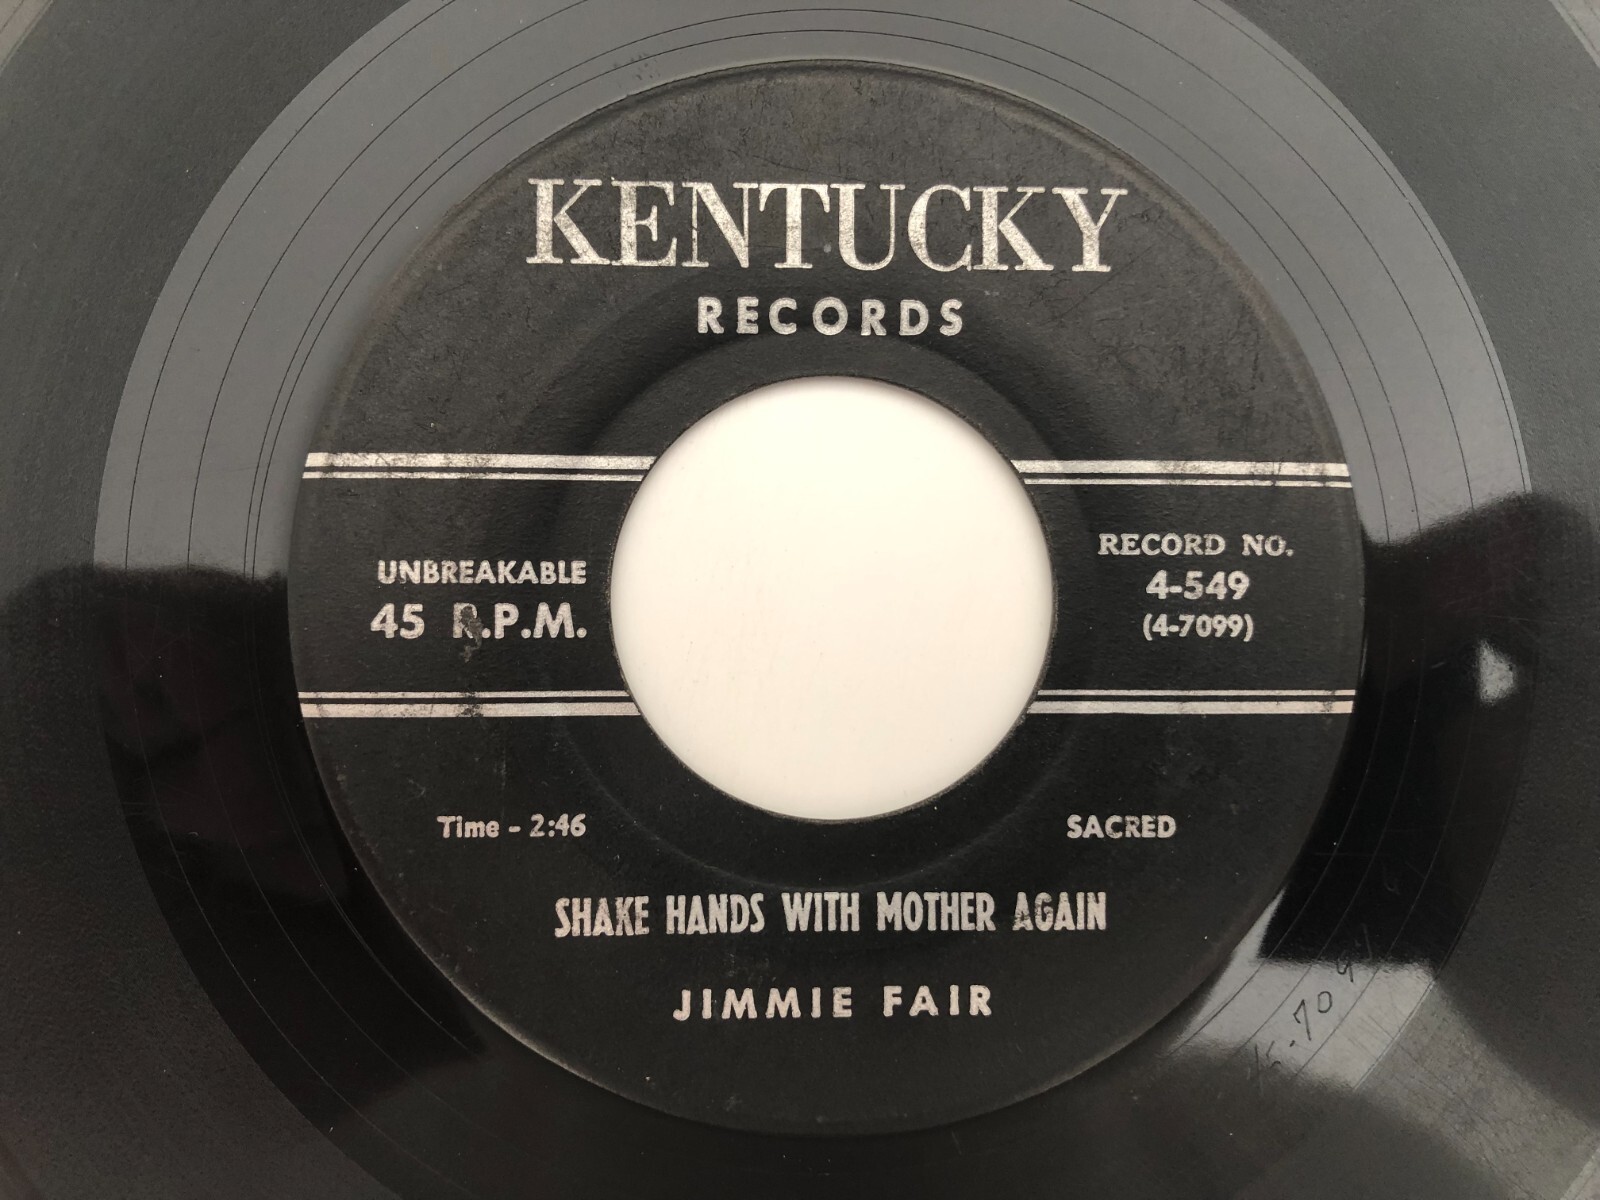 KENTUCKY
RECORDS
UNBREAKABLE
45 R.P.M.
RECORD NO.
4-549
(4-7099)
Time - 2:46
SACRED
SHAKE HANDS WITH MOTHER AGAIN
JIMMIE FAIR